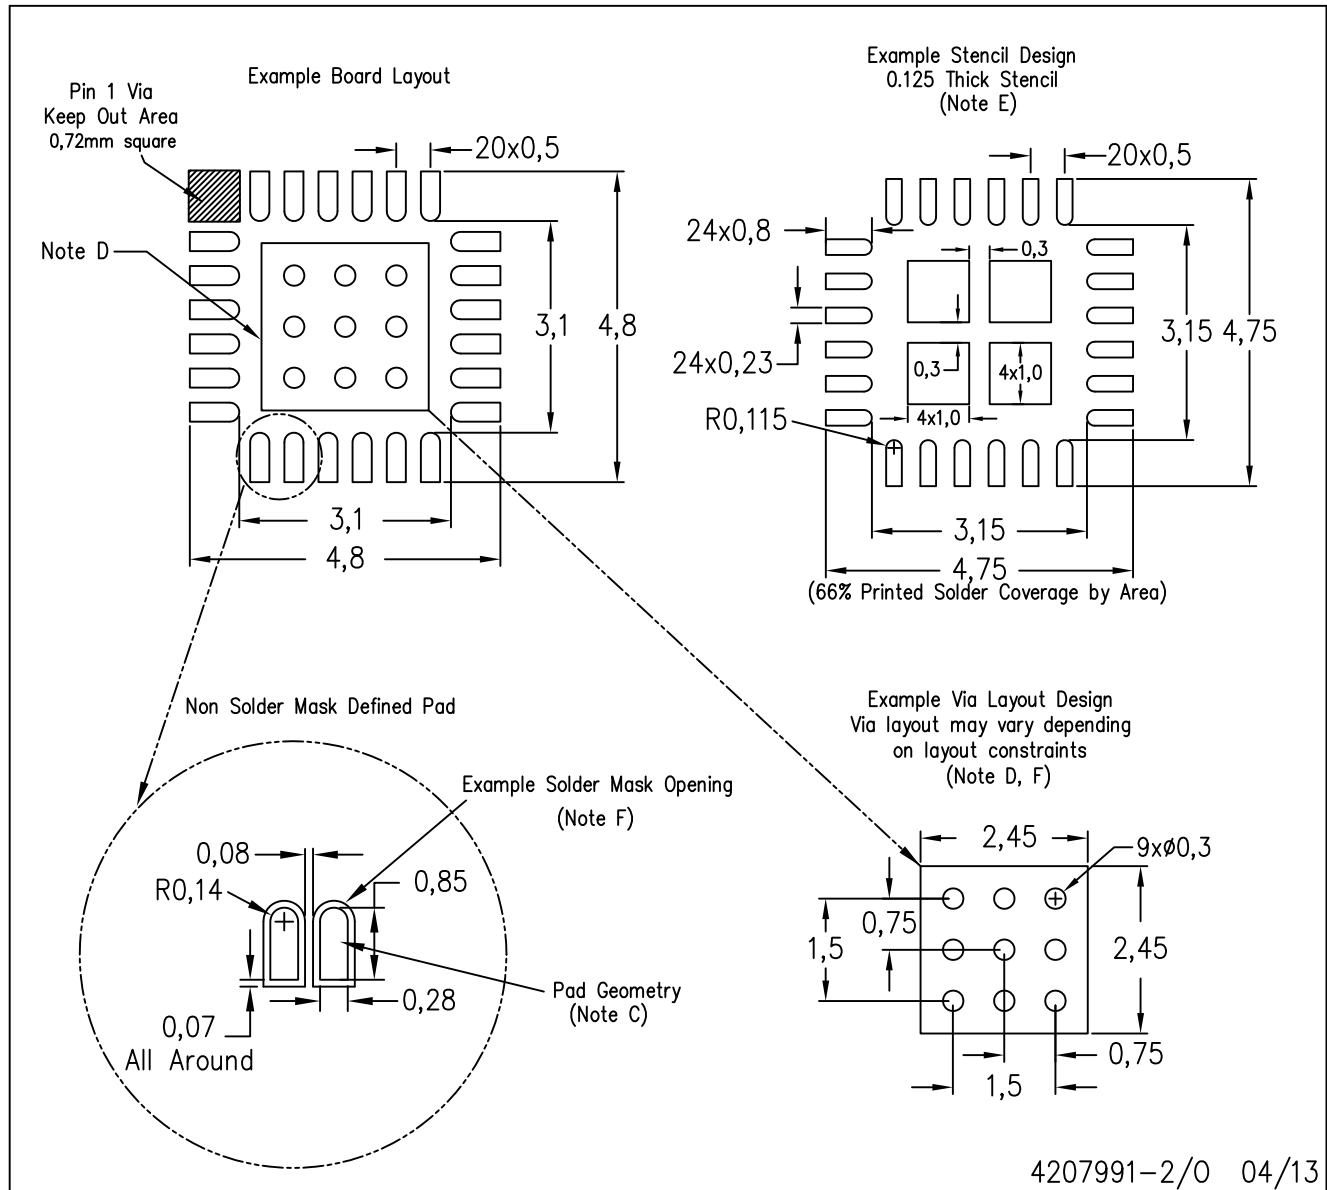 Example Board Layout
Pin 1 Via
Keep Out Area
0,72mm square
20x0,5
Note D
3,1
4,8
3,1
4,8
Example Stencil Design
0.125 Thick Stencil
(Note E)
20x0,5
24x0,8
0,3
24x0,23
0,3
4x1,0
4x1,0
R0,115
3,15
4,75
3,15
4,75
(66% Printed Solder Coverage by Area)
Non Solder Mask Defined Pad
Example Solder Mask Opening
(Note F)
0,08
R0,14
0,85
0,28
Pad Geometry
(Note C)
0,07
All Around
Example Via Layout Design
Via layout may vary depending
on layout constraints
(Note D, F)
2,45
9xø0,3
0,75
1,5
2,45
0,75
1,5
4207991-2/O 04/13